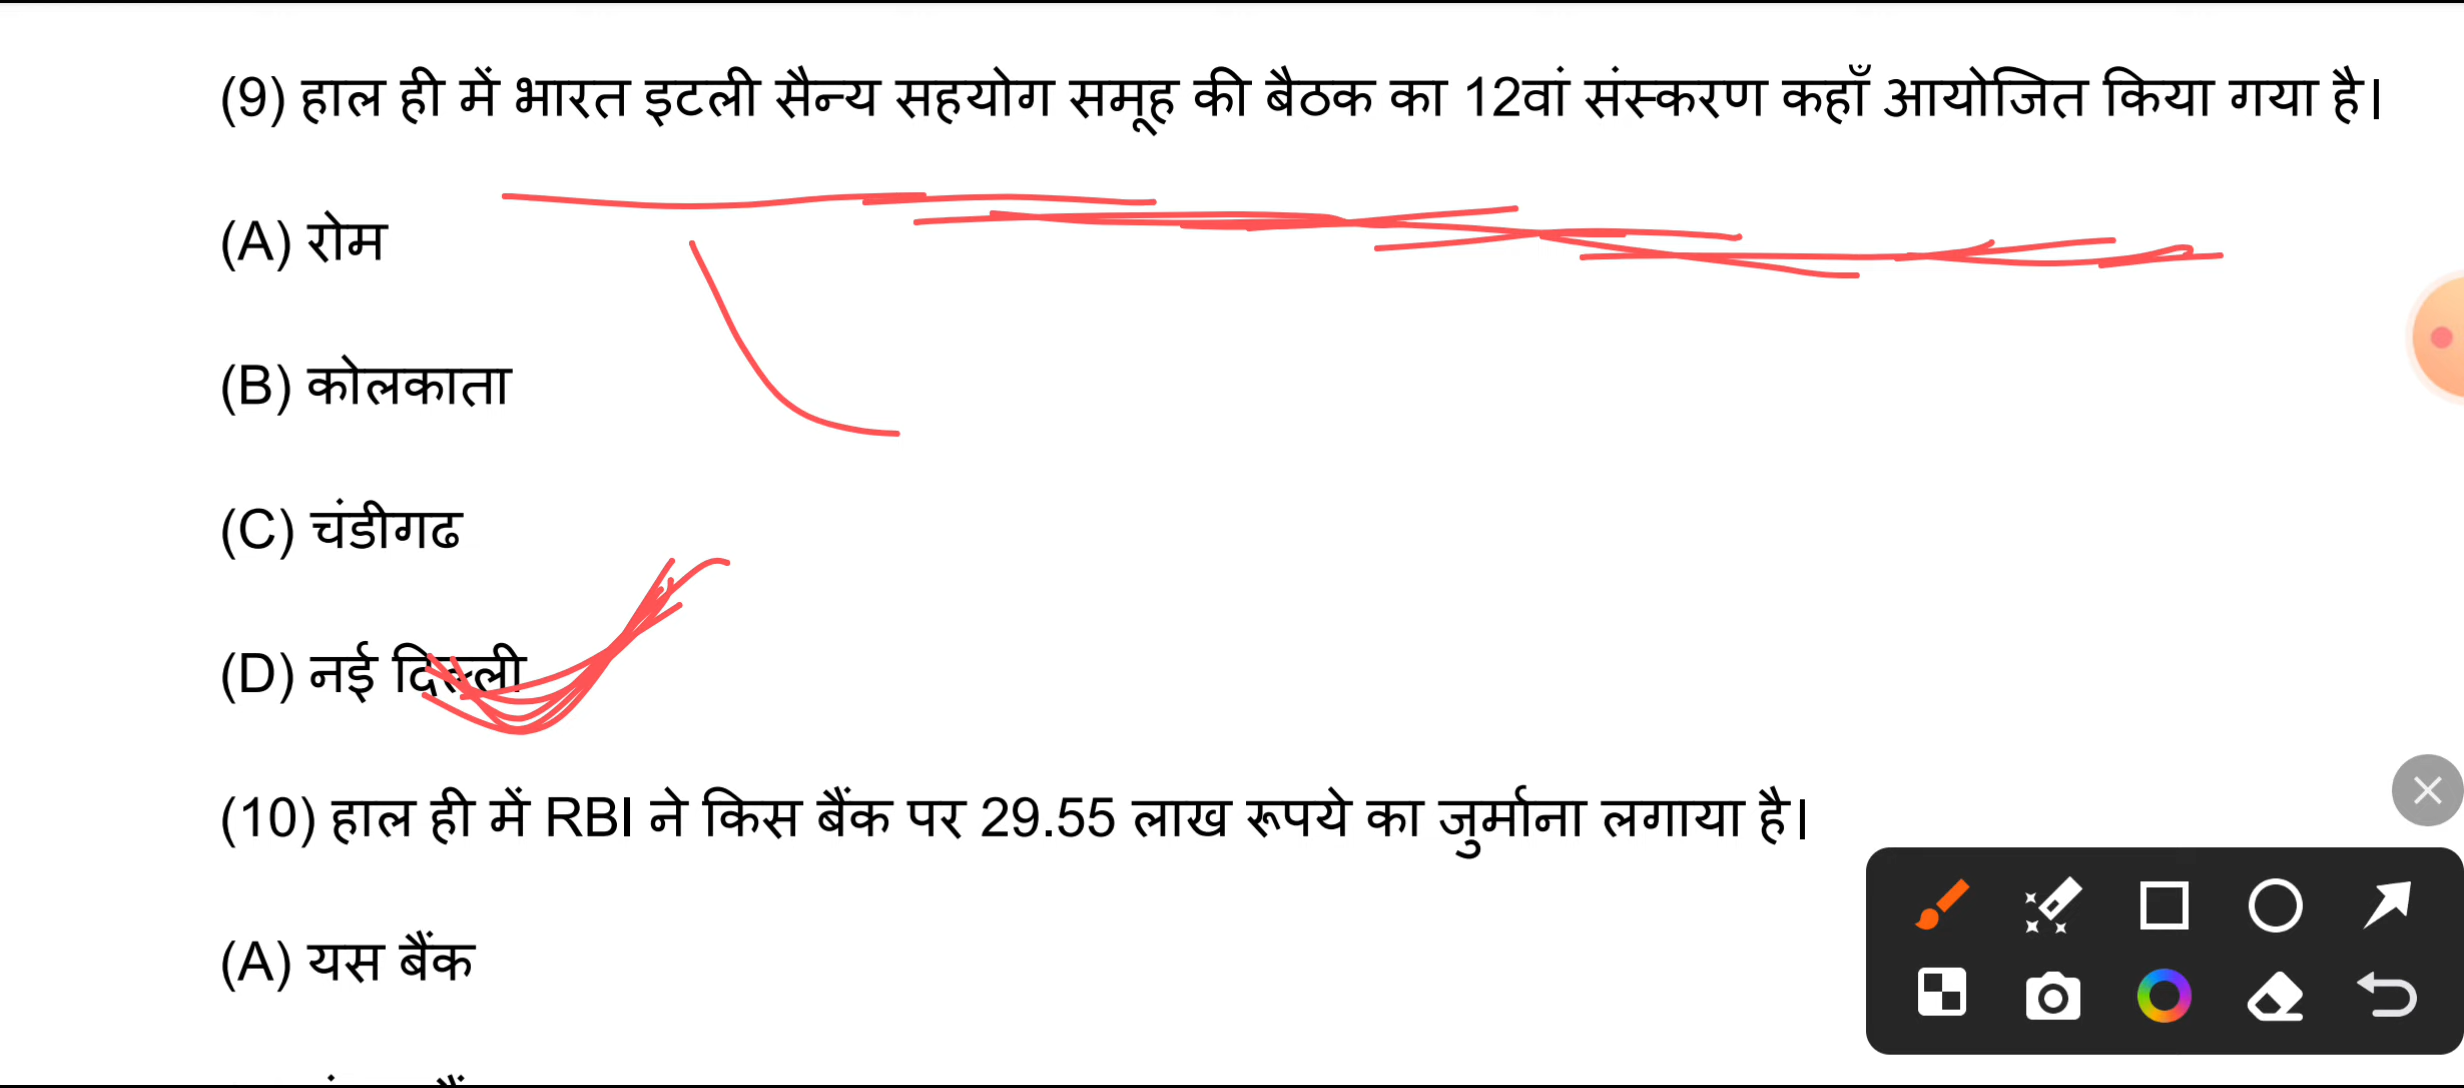 (9) हाल ही में भारत इटली सैन्य सहयोग समूह की बैठक का 12वां संस्करण कहाँ आयोजित किया गया है।
(A) रोम
(B) कोलकाता
(C) चंडीगढ
(D) नई दिल्ली
(10) हाल ही में RBI ने किस बैंक पर 29.55 लाख रूपये का जुर्माना लगाया है।
(A) यस बैंक